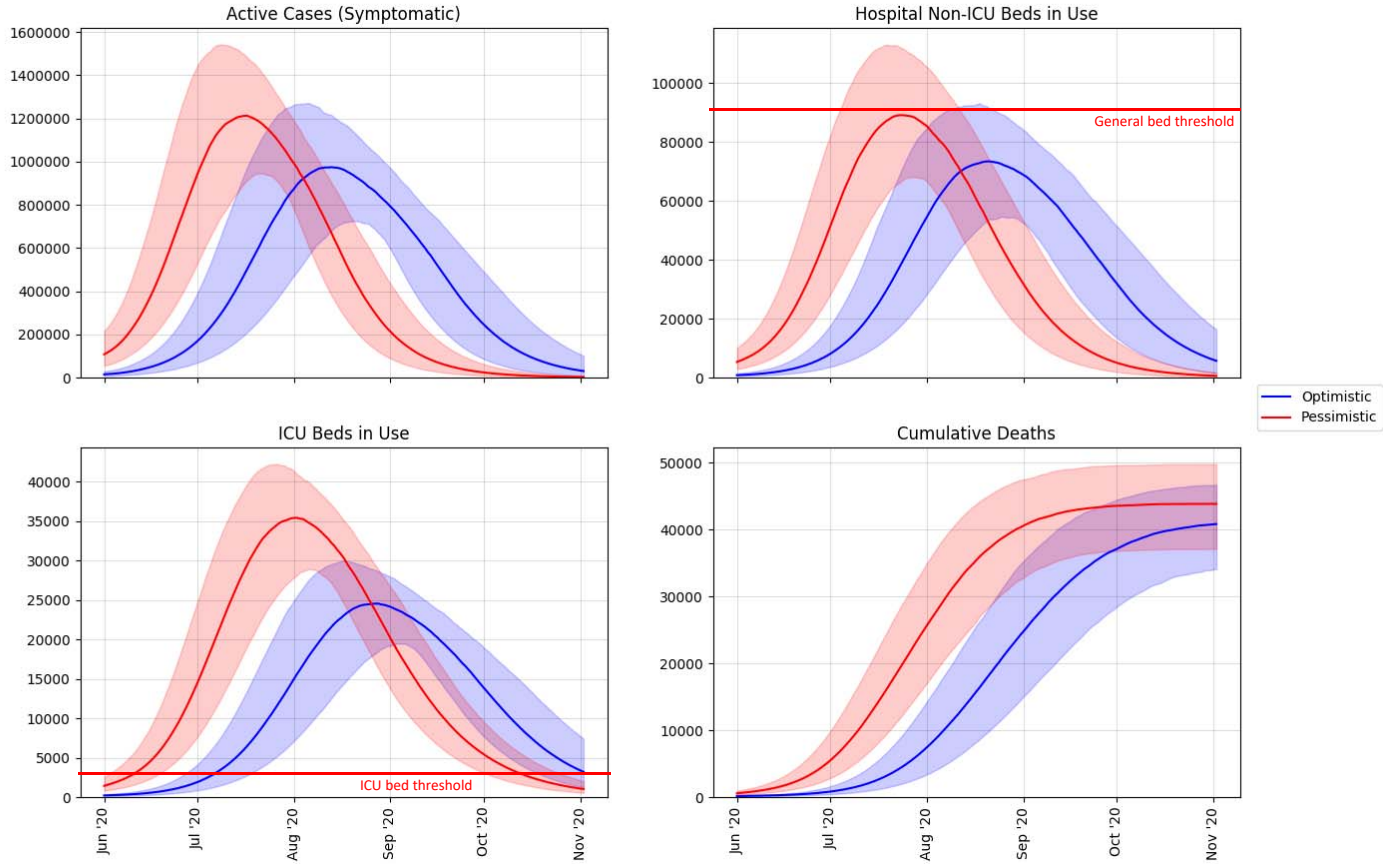 Active Cases (Symptomatic)
1600000
1400000
1200000
1000000
800000
600000
400000
200000
0
Hospital Non-ICU Beds in Use
100000
80000
60000
40000
20000
0
General bed threshold
Optimistic
Pessimistic
ICU Beds in Use
40000
35000
30000
25000
20000
15000
10000
5000
0
ICU bed threshold
Jun '20
Jul '20
Aug '20
Sep '20
Oct '20
Nov '20
Cumulative Deaths
50000
40000
30000
20000
10000
0
Jun '20
Jul '20
Aug '20
Sep '20
Oct '20
Nov '20